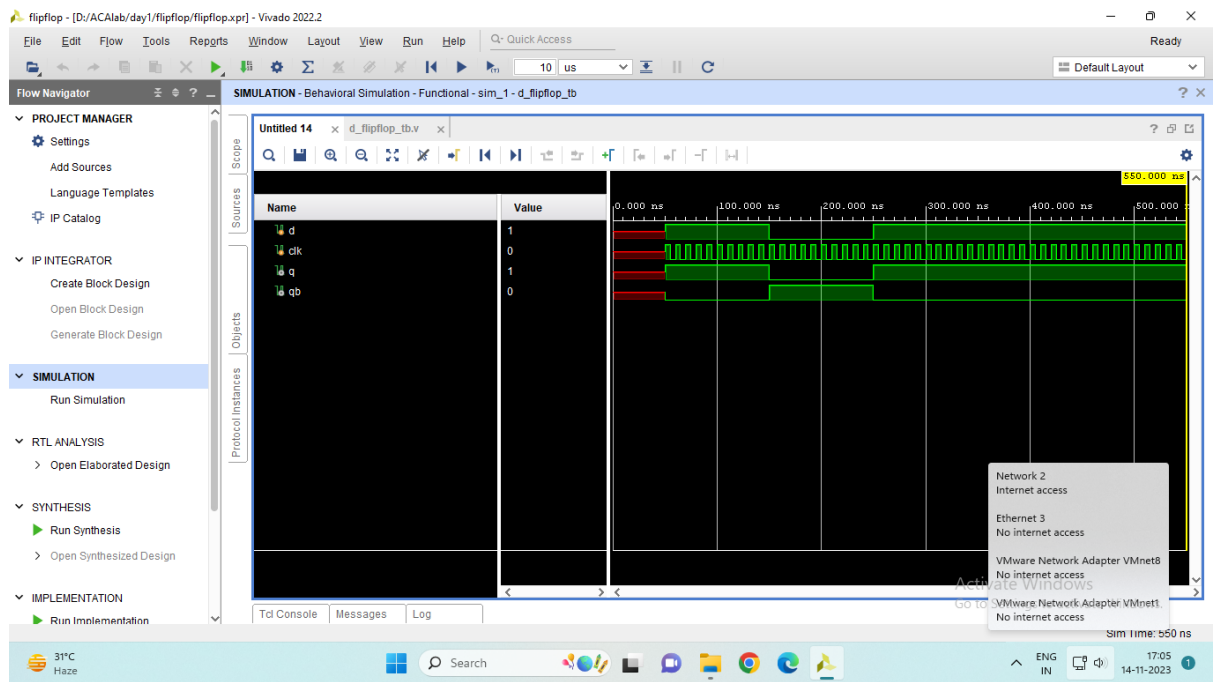 flipflop - [D:/ACAlab/day1/flipflop/flipflop.xpr] - Vivado 2022.2
File Edit Flow Tools Reports Window Layout View Run Help Q- Quick Access Ready
10 us Default Layout
Flow Navigator ? SIMULATION - Behavioral Simulation - Functional - sim_1 - d_flipflop_tb ? ×
PROJECT MANAGER
Settings
Add Sources
Language Templates
IP Catalog
IP INTEGRATOR
Create Block Design
Open Block Design
Generate Block Design
SIMULATION
Run Simulation
RTL ANALYSIS
Open Elaborated Design
SYNTHESIS
Run Synthesis
Open Synthesized Design
IMPLEMENTATION
Run Implementation
Scope
Sources
Objects
Protocol Instances
Untitled 14 × d_flipflop_tb.v ×
550.000 ns
Name Value 0.000 ns 100.000 ns 200.000 ns 300.000 ns 400.000 ns 500.000
d 1
clk 0
q 1
qb 0
Network 2
Internet access
Ethernet 3
No internet access
VMware Network Adapter VMnet8
No internet access
Activate Windows
Go to
VMware Network Adapter VMnet1
No internet access
Tcl Console Messages Log
Sim Time: 550 ns
31°C
Haze
Search
ENG
IN
17:05
14-11-2023
1